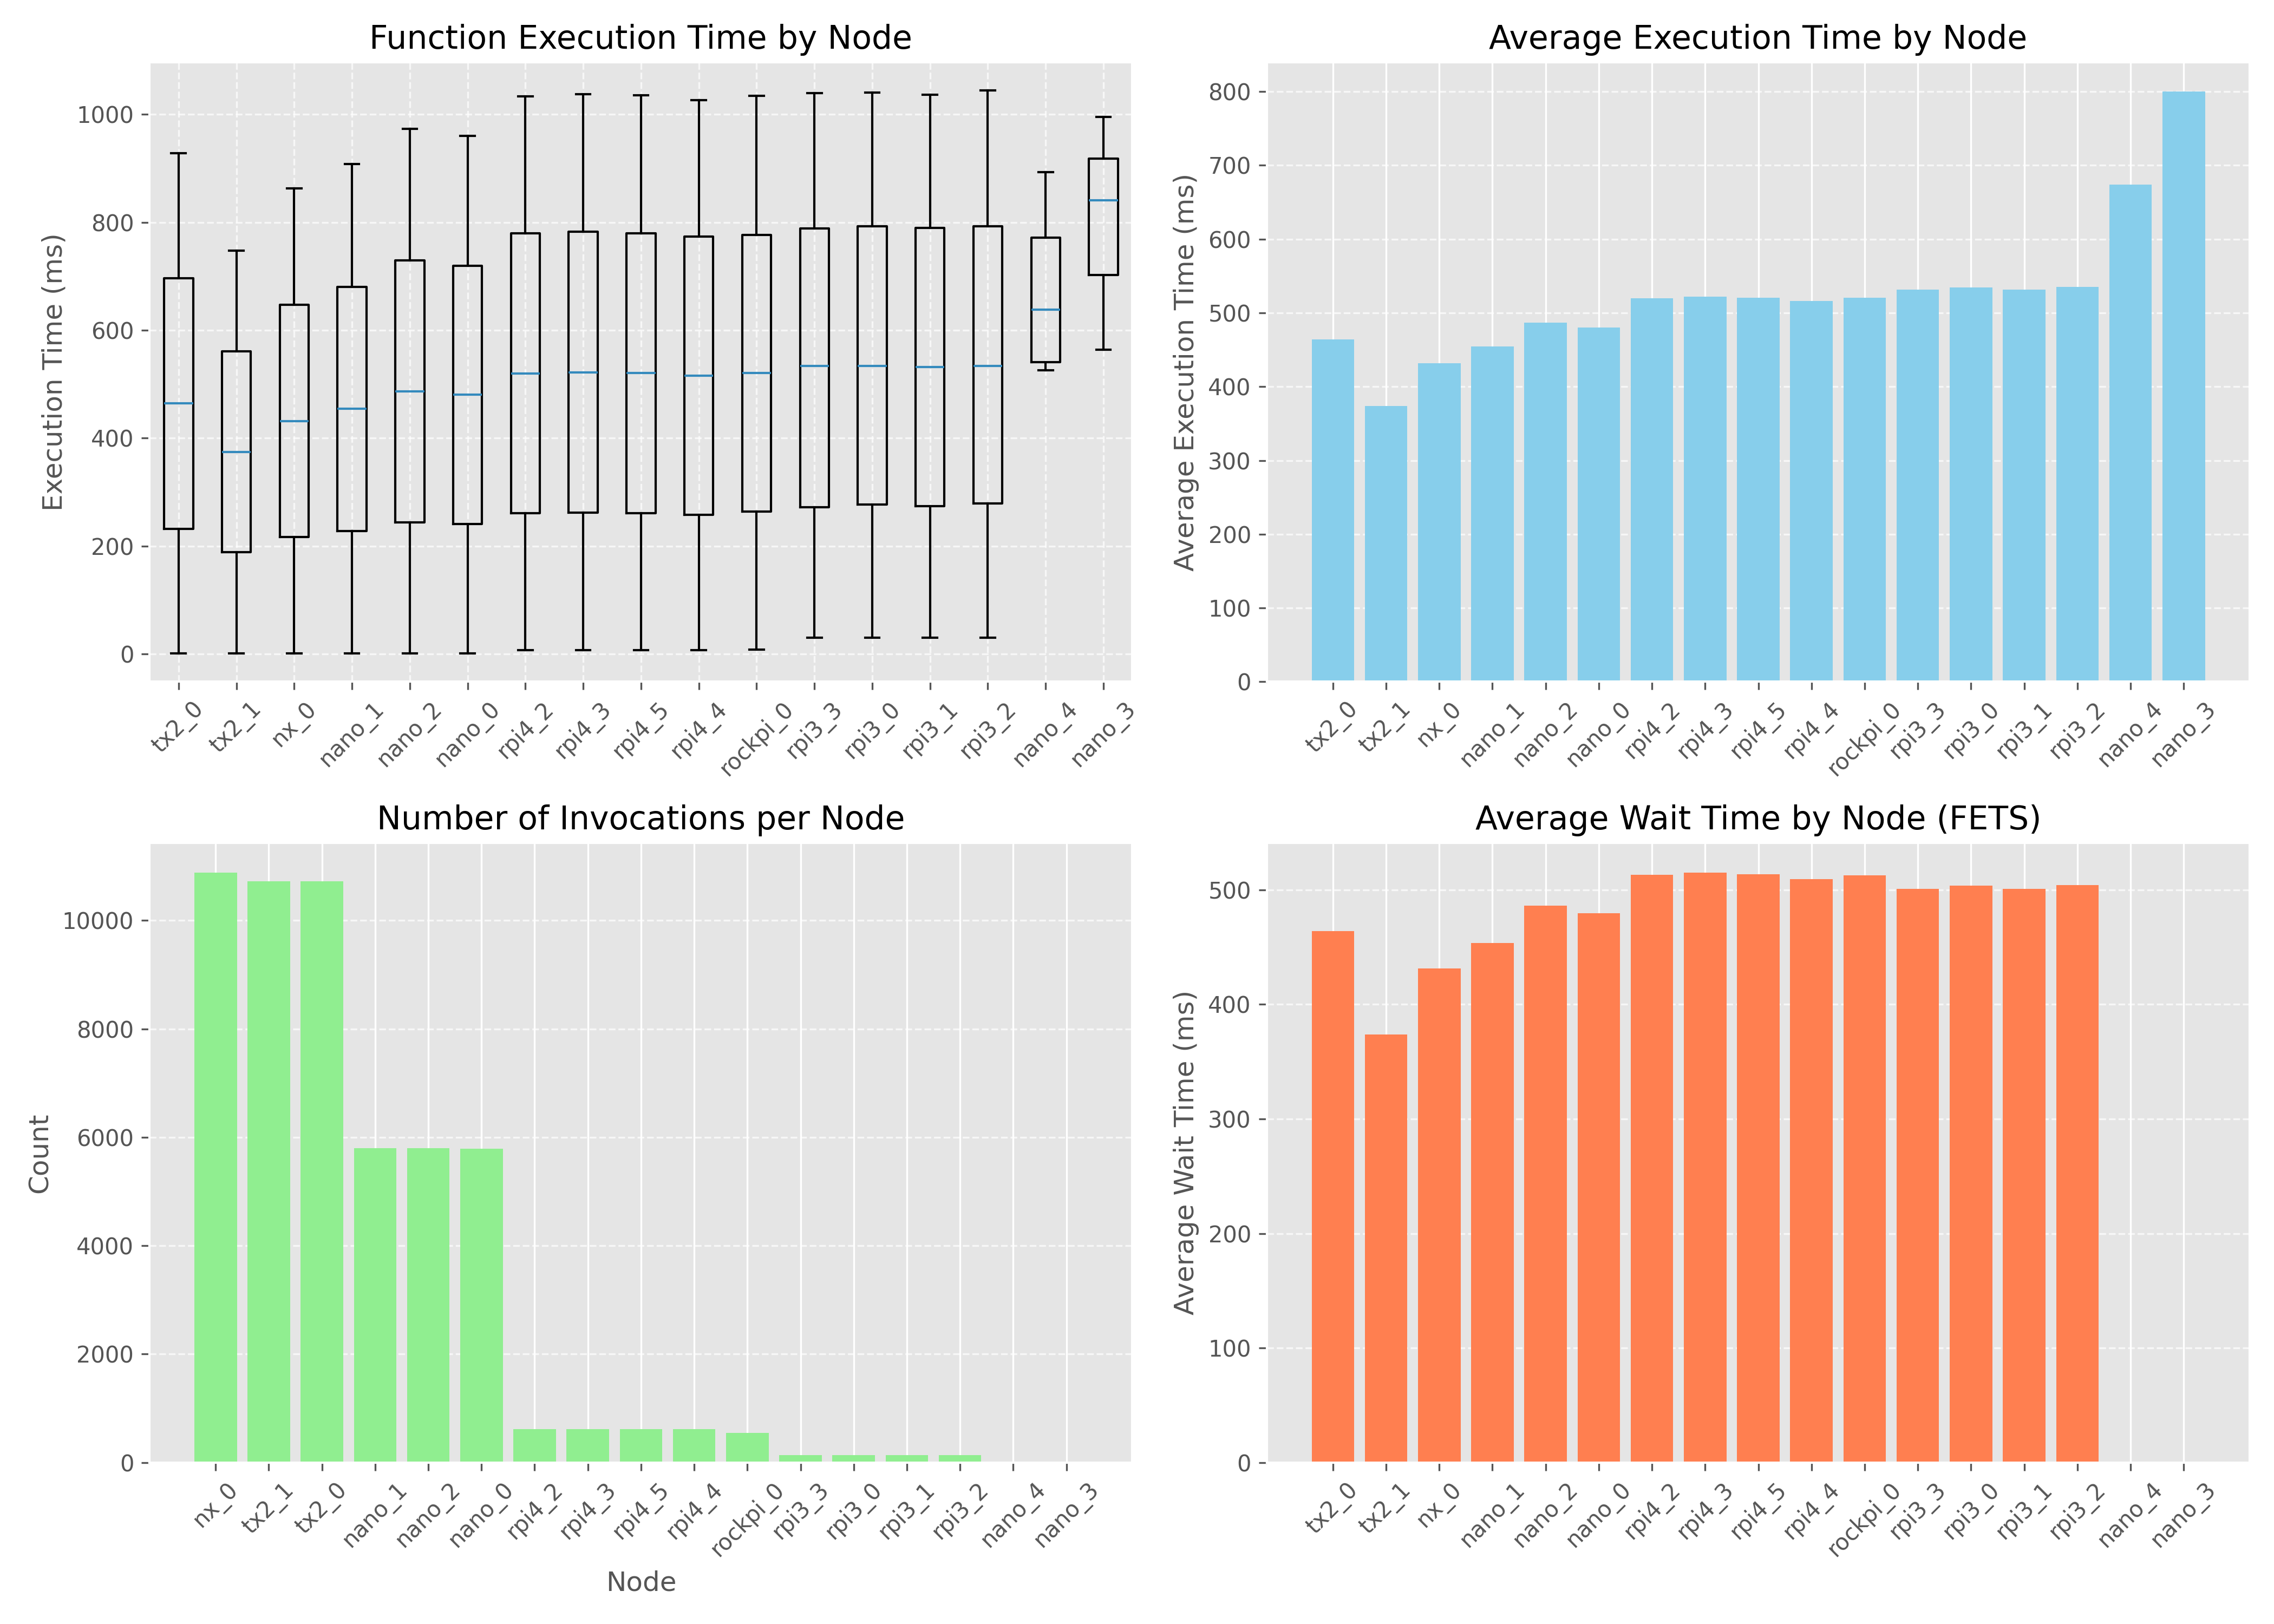 Function Execution Time by Node
Execution Time (ms)
1000
800
600
400
200
0
tx2_0 tx2_1 nx_0 nano_1 nano_2 nano_0 rpi4_2 rpi4_3 rpi4_5 rpi4_4 rockpi_0 rpi3_3 rpi3_0 rpi3_1 rpi3_2 nano_4 nano_3
Average Execution Time by Node
Average Execution Time (ms)
800
700
600
500
400
300
200
100
0
tx2_0 tx2_1 nx_0 nano_1 nano_2 nano_0 rpi4_2 rpi4_3 rpi4_5 rpi4_4 rockpi_0 rpi3_3 rpi3_0 rpi3_1 rpi3_2 nano_4 nano_3
Number of Invocations per Node
Count
10000
8000
6000
4000
2000
0
nx_0 tx2_1 tx2_0 nano_1 nano_2 nano_0 rpi4_2 rpi4_3 rpi4_5 rpi4_4 rockpi_0 rpi3_3 rpi3_0 rpi3_1 rpi3_2 nano_4 nano_3
Node
Average Wait Time by Node (FETS)
Average Wait Time (ms)
500
400
300
200
100
0
tx2_0 tx2_1 nx_0 nano_1 nano_2 nano_0 rpi4_2 rpi4_3 rpi4_5 rpi4_4 rockpi_0 rpi3_3 rpi3_0 rpi3_1 rpi3_2 nano_4 nano_3